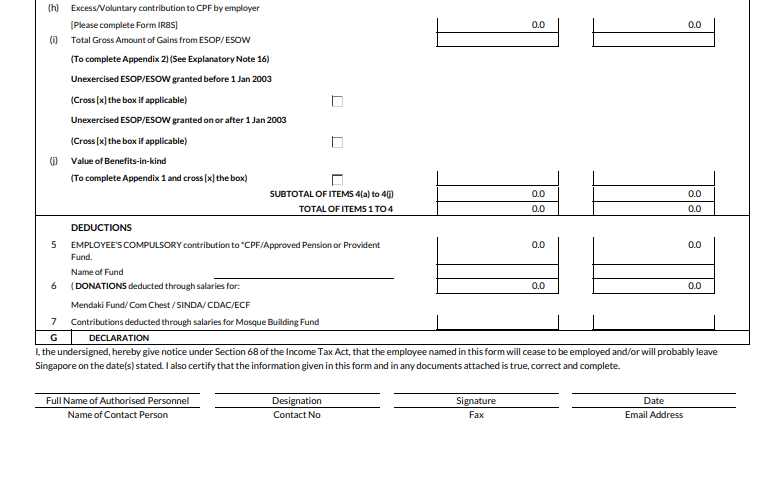 (h) Excess/Voluntary contribution to CPF by employer
[Please complete Form IR8S] 0.0 0.0
(i) Total Gross Amount of Gains from ESOP/ ESOW
(To complete Appendix 2) (See Explanatory Note 16)
Unexercised ESOP/ESOW granted before 1 Jan 2003
(Cross [x] the box if applicable)
Unexercised ESOP/ESOW granted on or after 1 Jan 2003
(Cross [x] the box if applicable)
(j) Value of Benefits-in-kind
(To complete Appendix 1 and cross [x] the box)
SUBTOTAL OF ITEMS 4(a) to 4(j) 0.0 0.0
TOTAL OF ITEMS 1 TO 4 0.0 0.0
DEDUCTIONS
5 EMPLOYEE'S COMPULSORY contribution to *CPF/Approved Pension or Provident 0.0 0.0
Fund.
Name of Fund
6 ( DONATIONS deducted through salaries for: 0.0 0.0
Mendaki Fund/ Com Chest / SINDA/ CDAC/ECF
7 Contributions deducted through salaries for Mosque Building Fund
G DECLARATION
I, the undersigned, hereby give notice under Section 68 of the Income Tax Act, that the employee named in this form will cease to be employed and/or will probably leave
Singapore on the date(s) stated. I also certify that the information given in this form and in any documents attached is true, correct and complete.
Full Name of Authorised Personnel Designation Signature Date
Name of Contact Person Contact No Fax Email Address